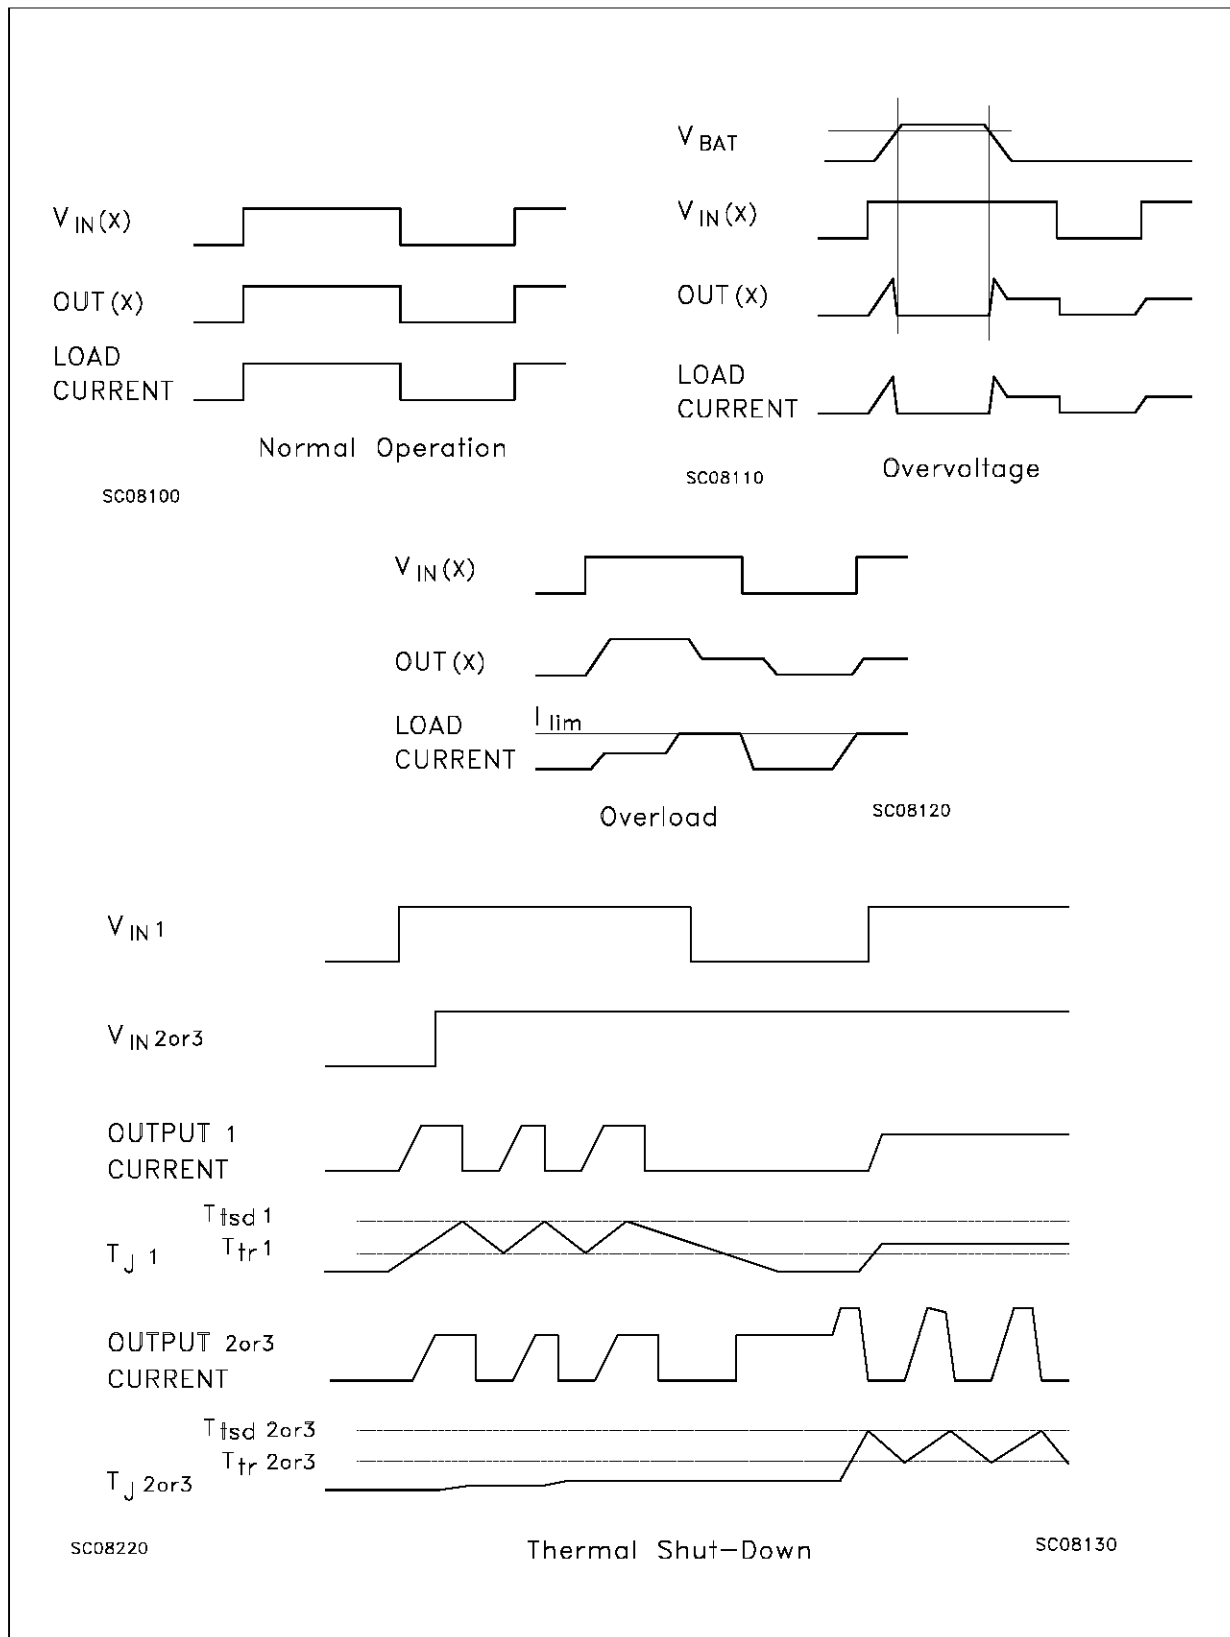 V IN(X)
OUT(X)
LOAD
CURRENT
Normal Operation
SC08100
V BAT
V IN(X)
OUT(X)
LOAD
CURRENT
SC08110
Overvoltage
V IN(X)
OUT(X)
LOAD
CURRENT
I lim
Overload
SC08120
V IN 1
V IN 2or3
OUTPUT 1
CURRENT
T tsd 1
T tr 1
T J 1
OUTPUT 2or3
CURRENT
T tsd 2or3
T tr 2or3
T J 2or3
SC08220
Thermal Shut-Down
SC08130